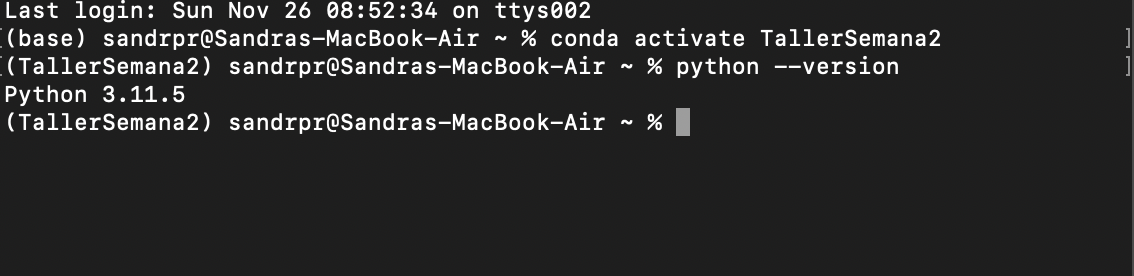 Last login: Sun Nov 26 08:52:34 on ttys002
[(base) sandrpr@Sandras-MacBook-Air ~ % conda activate TallerSemana2 ]
[(TallerSemana2) sandrpr@Sandras-MacBook-Air ~ % python --version ]
Python 3.11.5
(TallerSemana2) sandrpr@Sandras-MacBook-Air ~ %